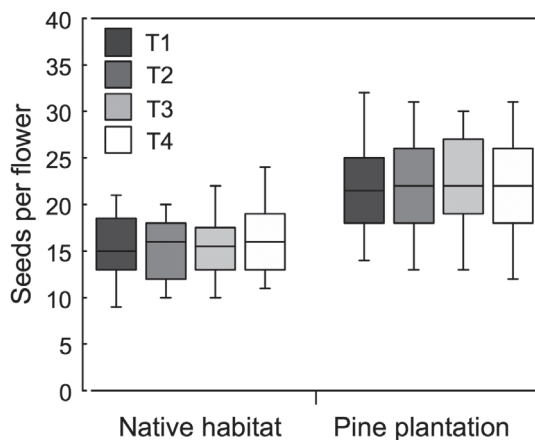 40
35
30
25
20
15
10
5
0
Seeds per flower
T1
T2
T3
T4
Native habitat
Pine plantation